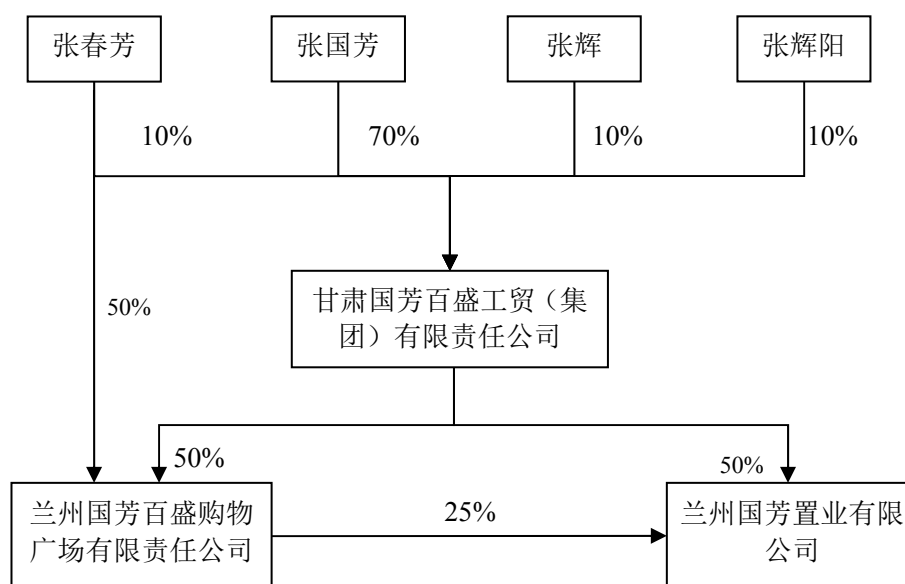 张春芳
张国芳
张辉
张辉阳
10%
70%
10%
10%
50%
甘肃国芳百盛工贸（集
团）有限责任公司
50%
50%
兰州国芳百盛购物
广场有限责任公司
25%
兰州国芳置业有限
公司